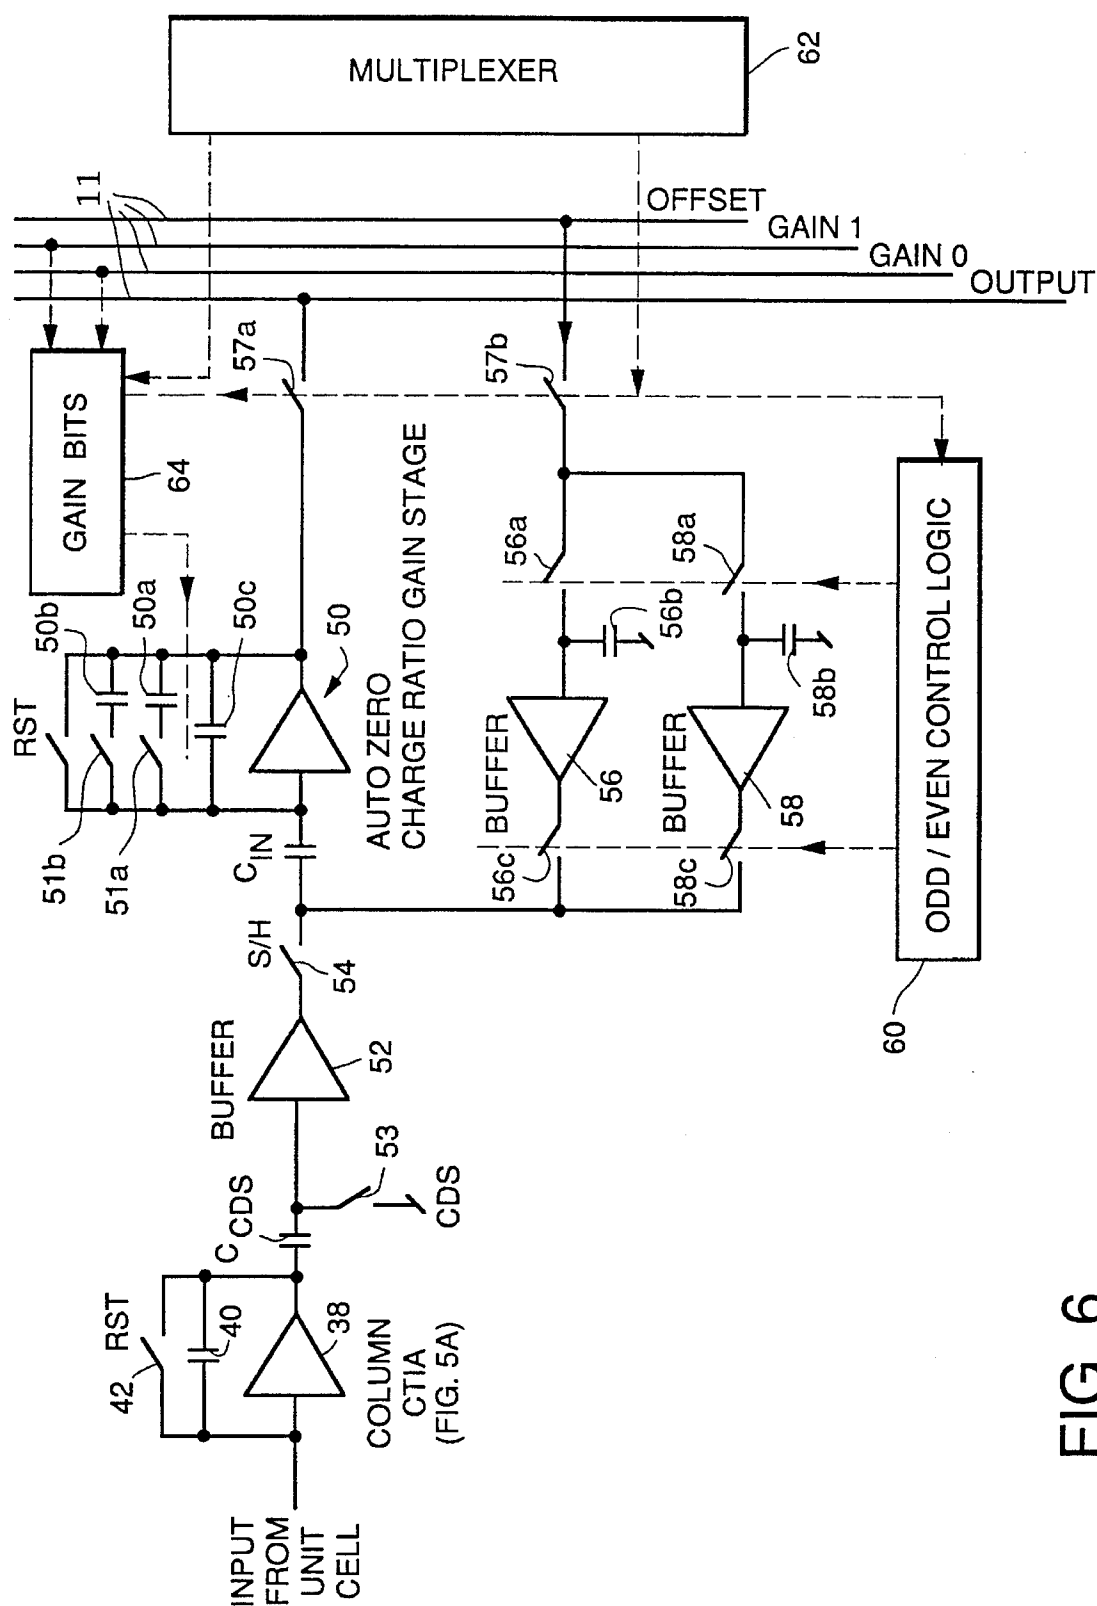 MULTIPLEXER
62
11
OFFSET
GAIN 1
GAIN 0
OUTPUT
GAIN BITS
64
57a
57b
RST
50b
50a
50c
51b
51a
50
C IN
AUTO ZERO
CHARGE RATIO GAIN STAGE
56a
58a
56b
58b
BUFFER
56
BUFFER
58
56c
58c
ODD / EVEN CONTROL LOGIC
60
S/H
54
BUFFER
52
53
CDS
C CDS
RST
42
40
38
COLUMN
CTIA
(FIG. 5A)
INPUT
FROM
UNIT
CELL
FIG. 6